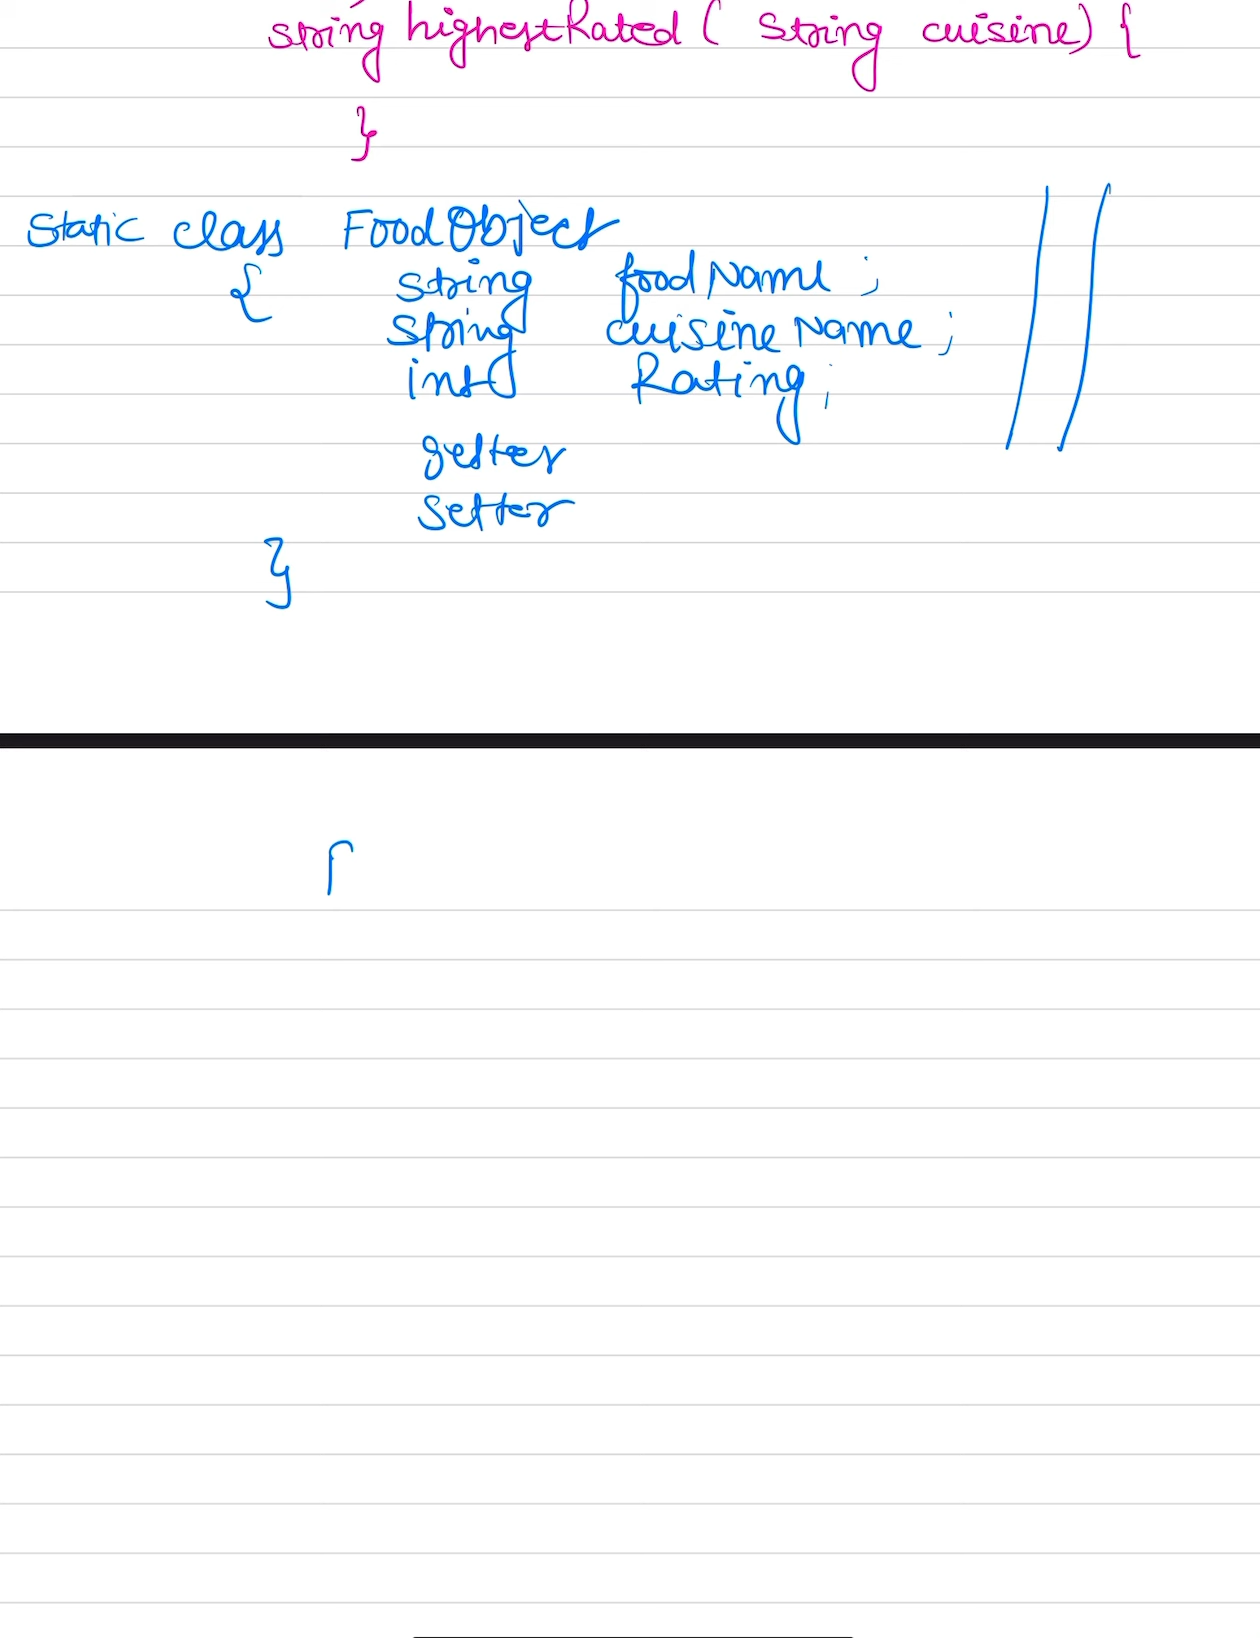 string highestRated ( String cuisine) {
}
Static class FoodObject
{ string foodName ;
string cuisineName ;
int Rating ;
getter
setter
}